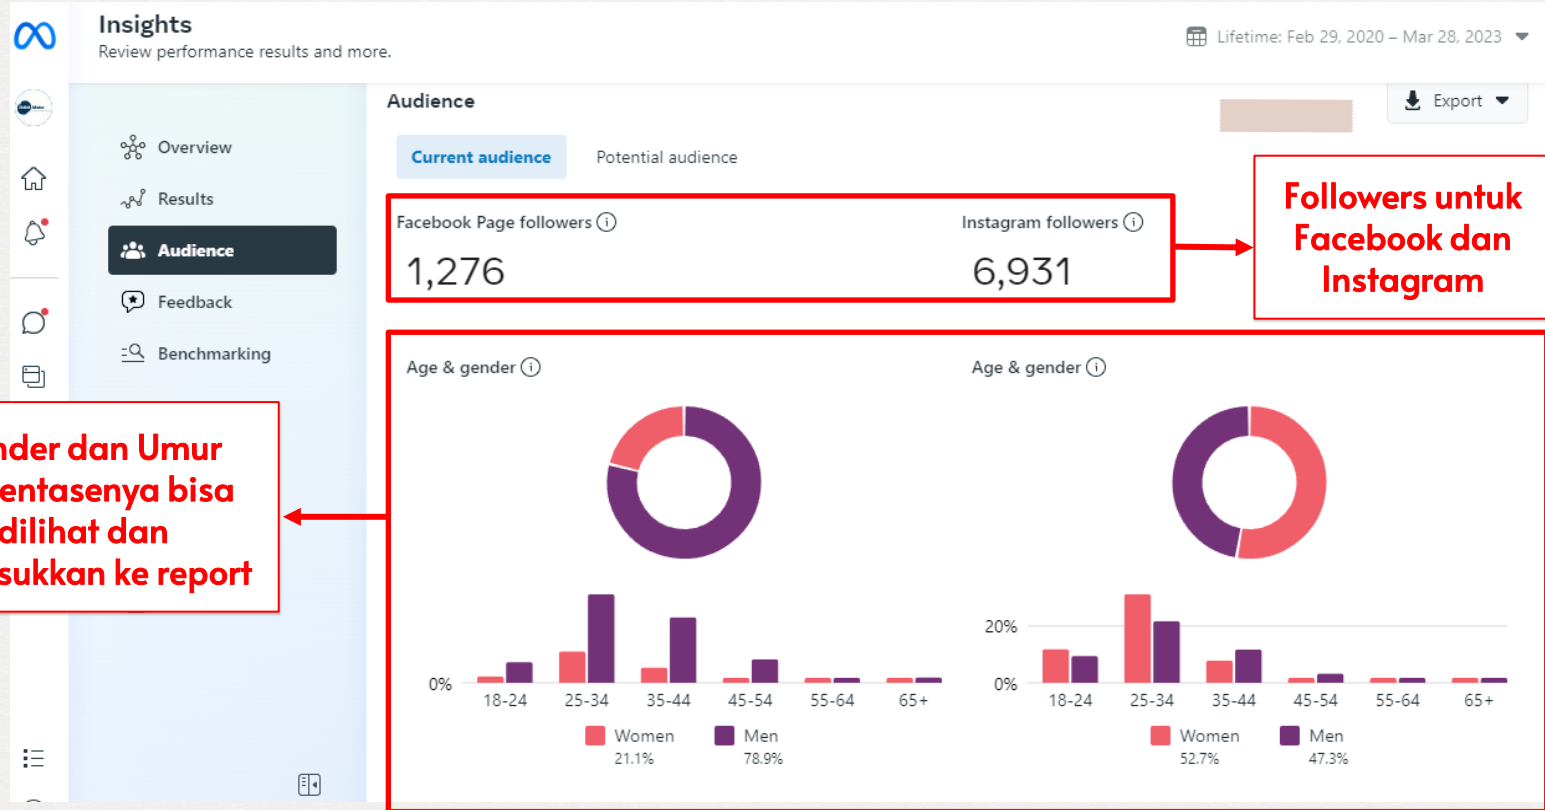 Insights
Review performance results and more.
Lifetime: Feb 29, 2020 – Mar 28, 2023
Overview
Results
Audience
Feedback
Benchmarking
Audience
Export
Current audience
Potential audience
Facebook Page followers
1,276
Instagram followers
6,931
Followers untuk
Facebook dan
Instagram
nder dan Umur
entasenya bisa
dilihat dan
sukkan ke report
Age & gender
0%
18-24 25-34 35-44 45-54 55-64 65+
Women Men
21.1% 78.9%
Age & gender
20%
0%
18-24 25-34 35-44 45-54 55-64 65+
Women Men
52.7% 47.3%